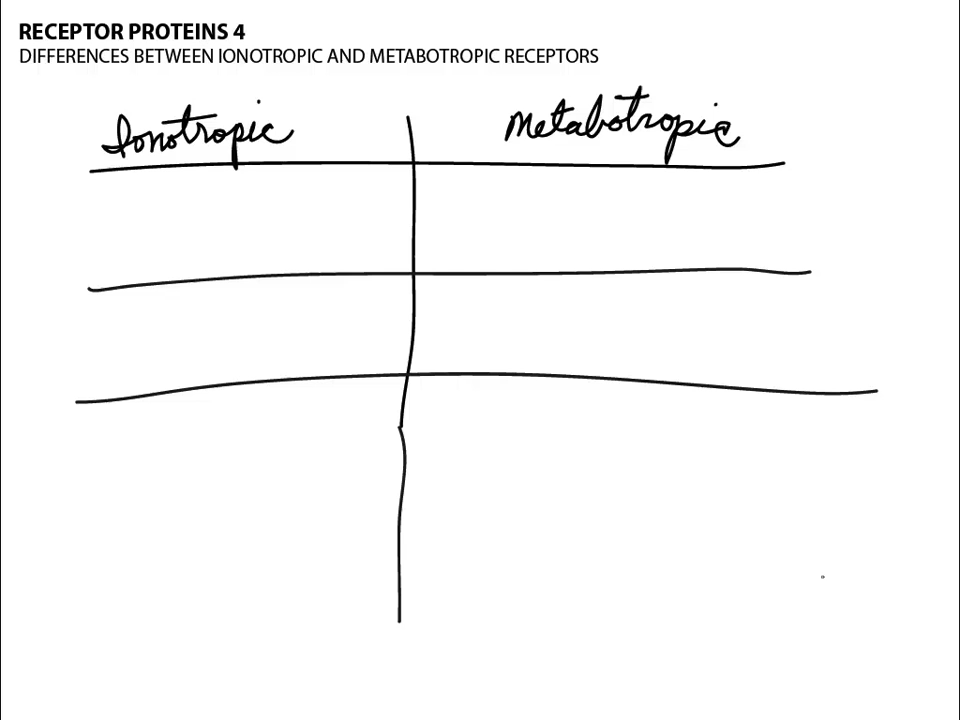 RECEPTOR PROTEINS 4
DIFFERENCES BETWEEN IONOTROPIC AND METABOTROPIC RECEPTORS
Ionotropic Metabotropic